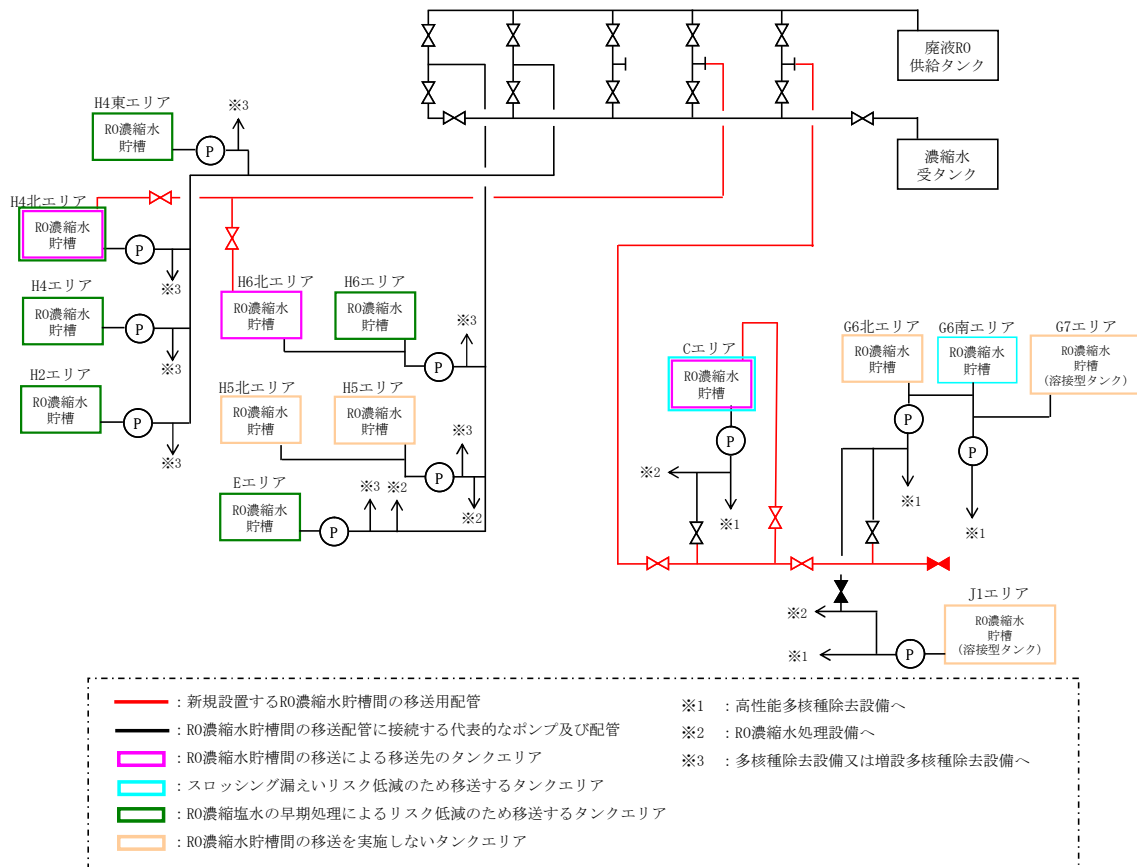 廃液RO
供給タンク
濃縮水
受タンク
H4東エリア
RO濃縮水
貯槽
P
※3
H4北エリア
RO濃縮水
貯槽
P
※3
H4エリア
RO濃縮水
貯槽
P
※3
H2エリア
RO濃縮水
貯槽
P
※3
H6北エリア
RO濃縮水
貯槽
H6エリア
RO濃縮水
貯槽
P
※3
H5北エリア
RO濃縮水
貯槽
H5エリア
RO濃縮水
貯槽
P
※3
※2
Eエリア
RO濃縮水
貯槽
P
※3
※2
Cエリア
RO濃縮水
貯槽
P
※2
※1
G6北エリア
RO濃縮水
貯槽
P
※1
G6南エリア
RO濃縮水
貯槽
P
※1
G7エリア
RO濃縮水
貯槽
(溶接型タンク)
J1エリア
RO濃縮水
貯槽
(溶接型タンク)
P
※2
※1
：新規設置するRO濃縮水貯槽間の移送用配管
：RO濃縮水貯槽間の移送配管に接続する代表的なポンプ及び配管
：RO濃縮水貯槽間の移送による移送先のタンクエリア
：スロッシング漏えいリスク低減のため移送するタンクエリア
：RO濃縮塩水の早期処理によるリスク低減のため移送するタンクエリア
：RO濃縮水貯槽間の移送を実施しないタンクエリア
※1 ：高性能多核種除去設備へ
※2 ：RO濃縮水処理設備へ
※3 ：多核種除去設備又は増設多核種除去設備へ